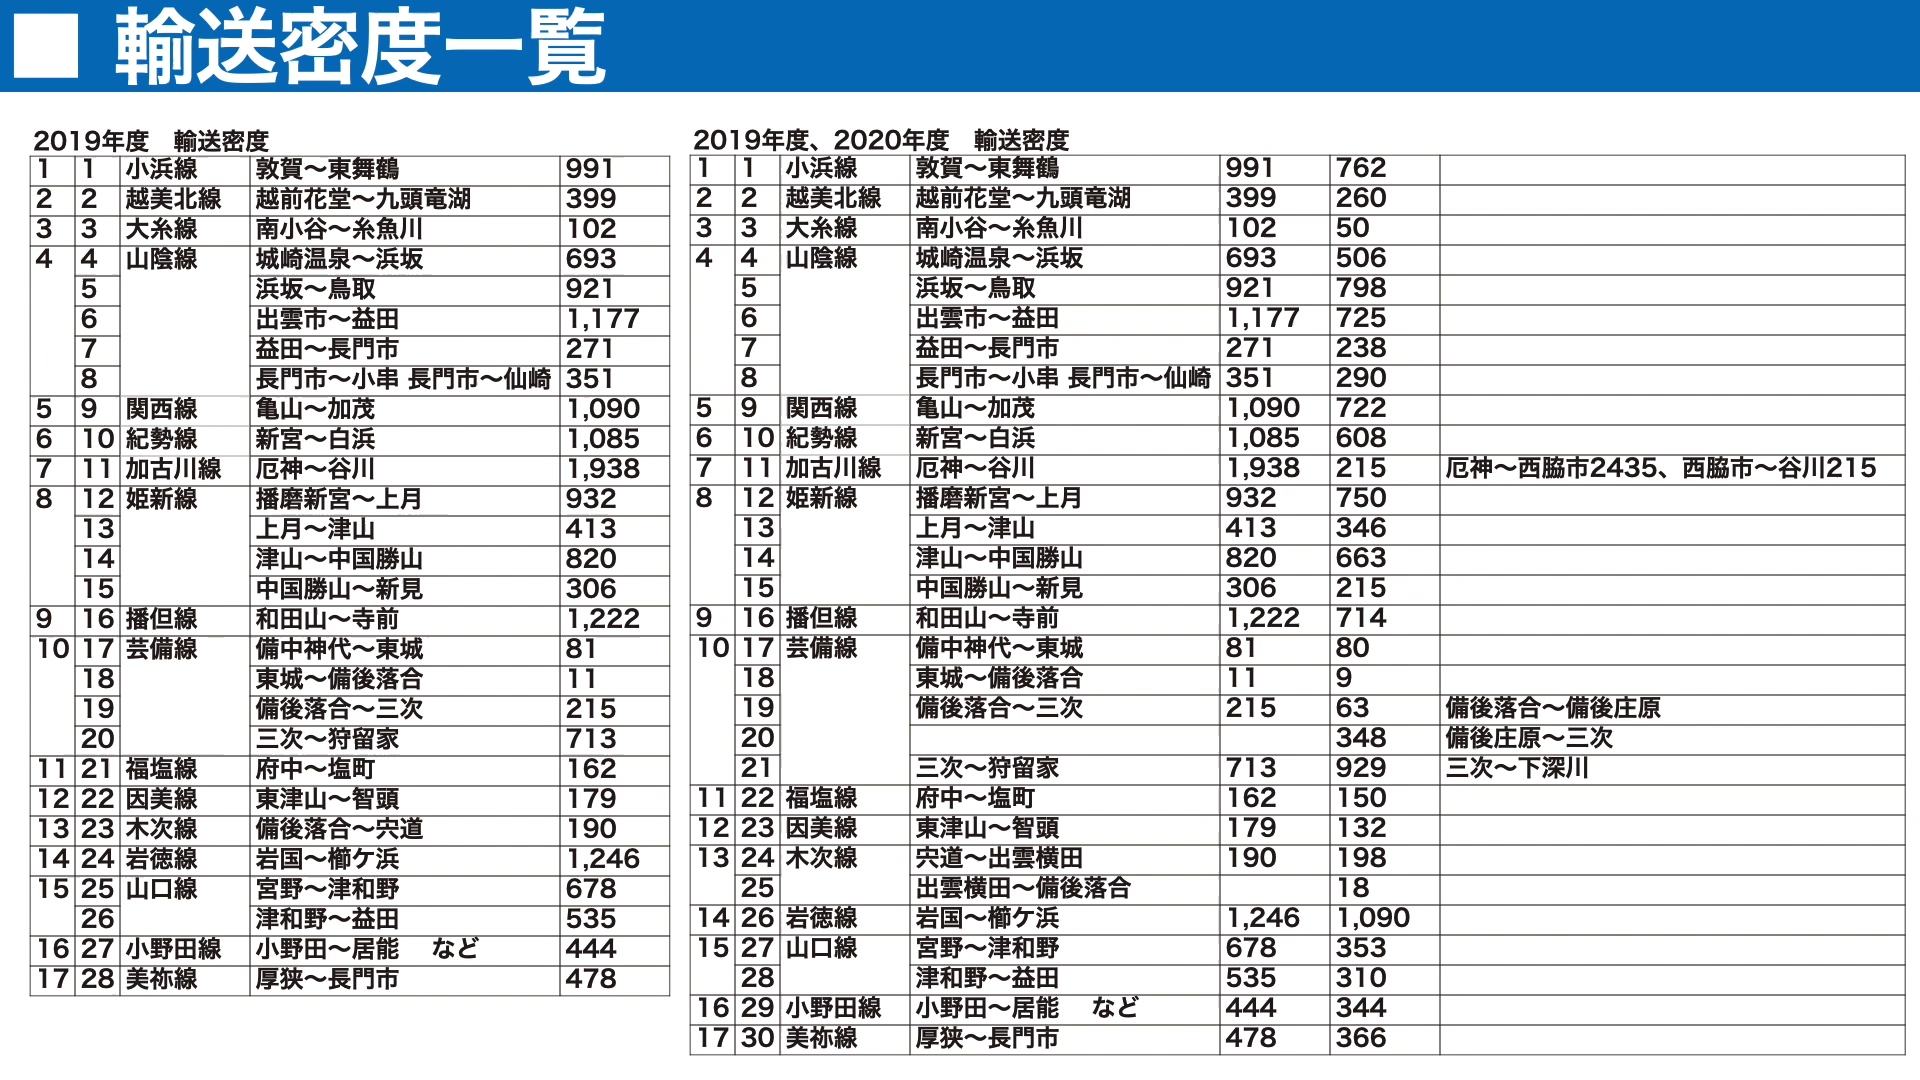 ■ 輸送密度一覧
2019年度 輸送密度
1 1 小浜線 敦賀〜東舞鶴 991
2 2 越美北線 越前花堂〜九頭竜湖 399
3 3 大糸線 南小谷〜糸魚川 102
4 4 山陰線 城崎温泉〜浜坂 693
5 浜坂〜鳥取 921
6 出雲市〜益田 1,177
7 益田〜長門市 271
8 長門市〜小串 長門市〜仙崎 351
5 9 関西線 亀山〜加茂 1,090
6 10 紀勢線 新宮〜白浜 1,085
7 11 加古川線 厄神〜谷川 1,938
8 12 姫新線 播磨新宮〜上月 932
13 上月〜津山 413
14 津山〜中国勝山 820
15 中国勝山〜新見 306
9 16 播但線 和田山〜寺前 1,222
10 17 芸備線 備中神代〜東城 81
18 東城〜備後落合 11
19 備後落合〜三次 215
20 三次〜狩留家 713
11 21 福塩線 府中〜塩町 162
12 22 因美線 東津山〜智頭 179
13 23 木次線 備後落合〜宍道 190
14 24 岩徳線 岩国〜櫛ケ浜 1,246
15 25 山口線 宮野〜津和野 678
26 津和野〜益田 535
16 27 小野田線 小野田〜居能 など 444
17 28 美祢線 厚狭〜長門市 478
2019年度、2020年度 輸送密度
1 1 小浜線 敦賀〜東舞鶴 991 762
2 2 越美北線 越前花堂〜九頭竜湖 399 260
3 3 大糸線 南小谷〜糸魚川 102 50
4 4 山陰線 城崎温泉〜浜坂 693 506
5 浜坂〜鳥取 921 798
6 出雲市〜益田 1,177 725
7 益田〜長門市 271 238
8 長門市〜小串 長門市〜仙崎 351 290
5 9 関西線 亀山〜加茂 1,090 722
6 10 紀勢線 新宮〜白浜 1,085 608
7 11 加古川線 厄神〜谷川 1,938 215 厄神〜西脇市2435、西脇市〜谷川215
8 12 姫新線 播磨新宮〜上月 932 750
13 上月〜津山 413 346
14 津山〜中国勝山 820 663
15 中国勝山〜新見 306 215
9 16 播但線 和田山〜寺前 1,222 714
10 17 芸備線 備中神代〜東城 81 80
18 東城〜備後落合 11 9
19 備後落合〜三次 215 63 備後落合〜備後庄原
20 348 備後庄原〜三次
21 三次〜狩留家 713 929 三次〜下深川
11 22 福塩線 府中〜塩町 162 150
12 23 因美線 東津山〜智頭 179 132
13 24 木次線 宍道〜出雲横田 190 198
25 出雲横田〜備後落合 18
14 26 岩徳線 岩国〜櫛ケ浜 1,246 1,090
15 27 山口線 宮野〜津和野 678 353
28 津和野〜益田 535 310
16 29 小野田線 小野田〜居能 など 444 344
17 30 美祢線 厚狭〜長門市 478 366